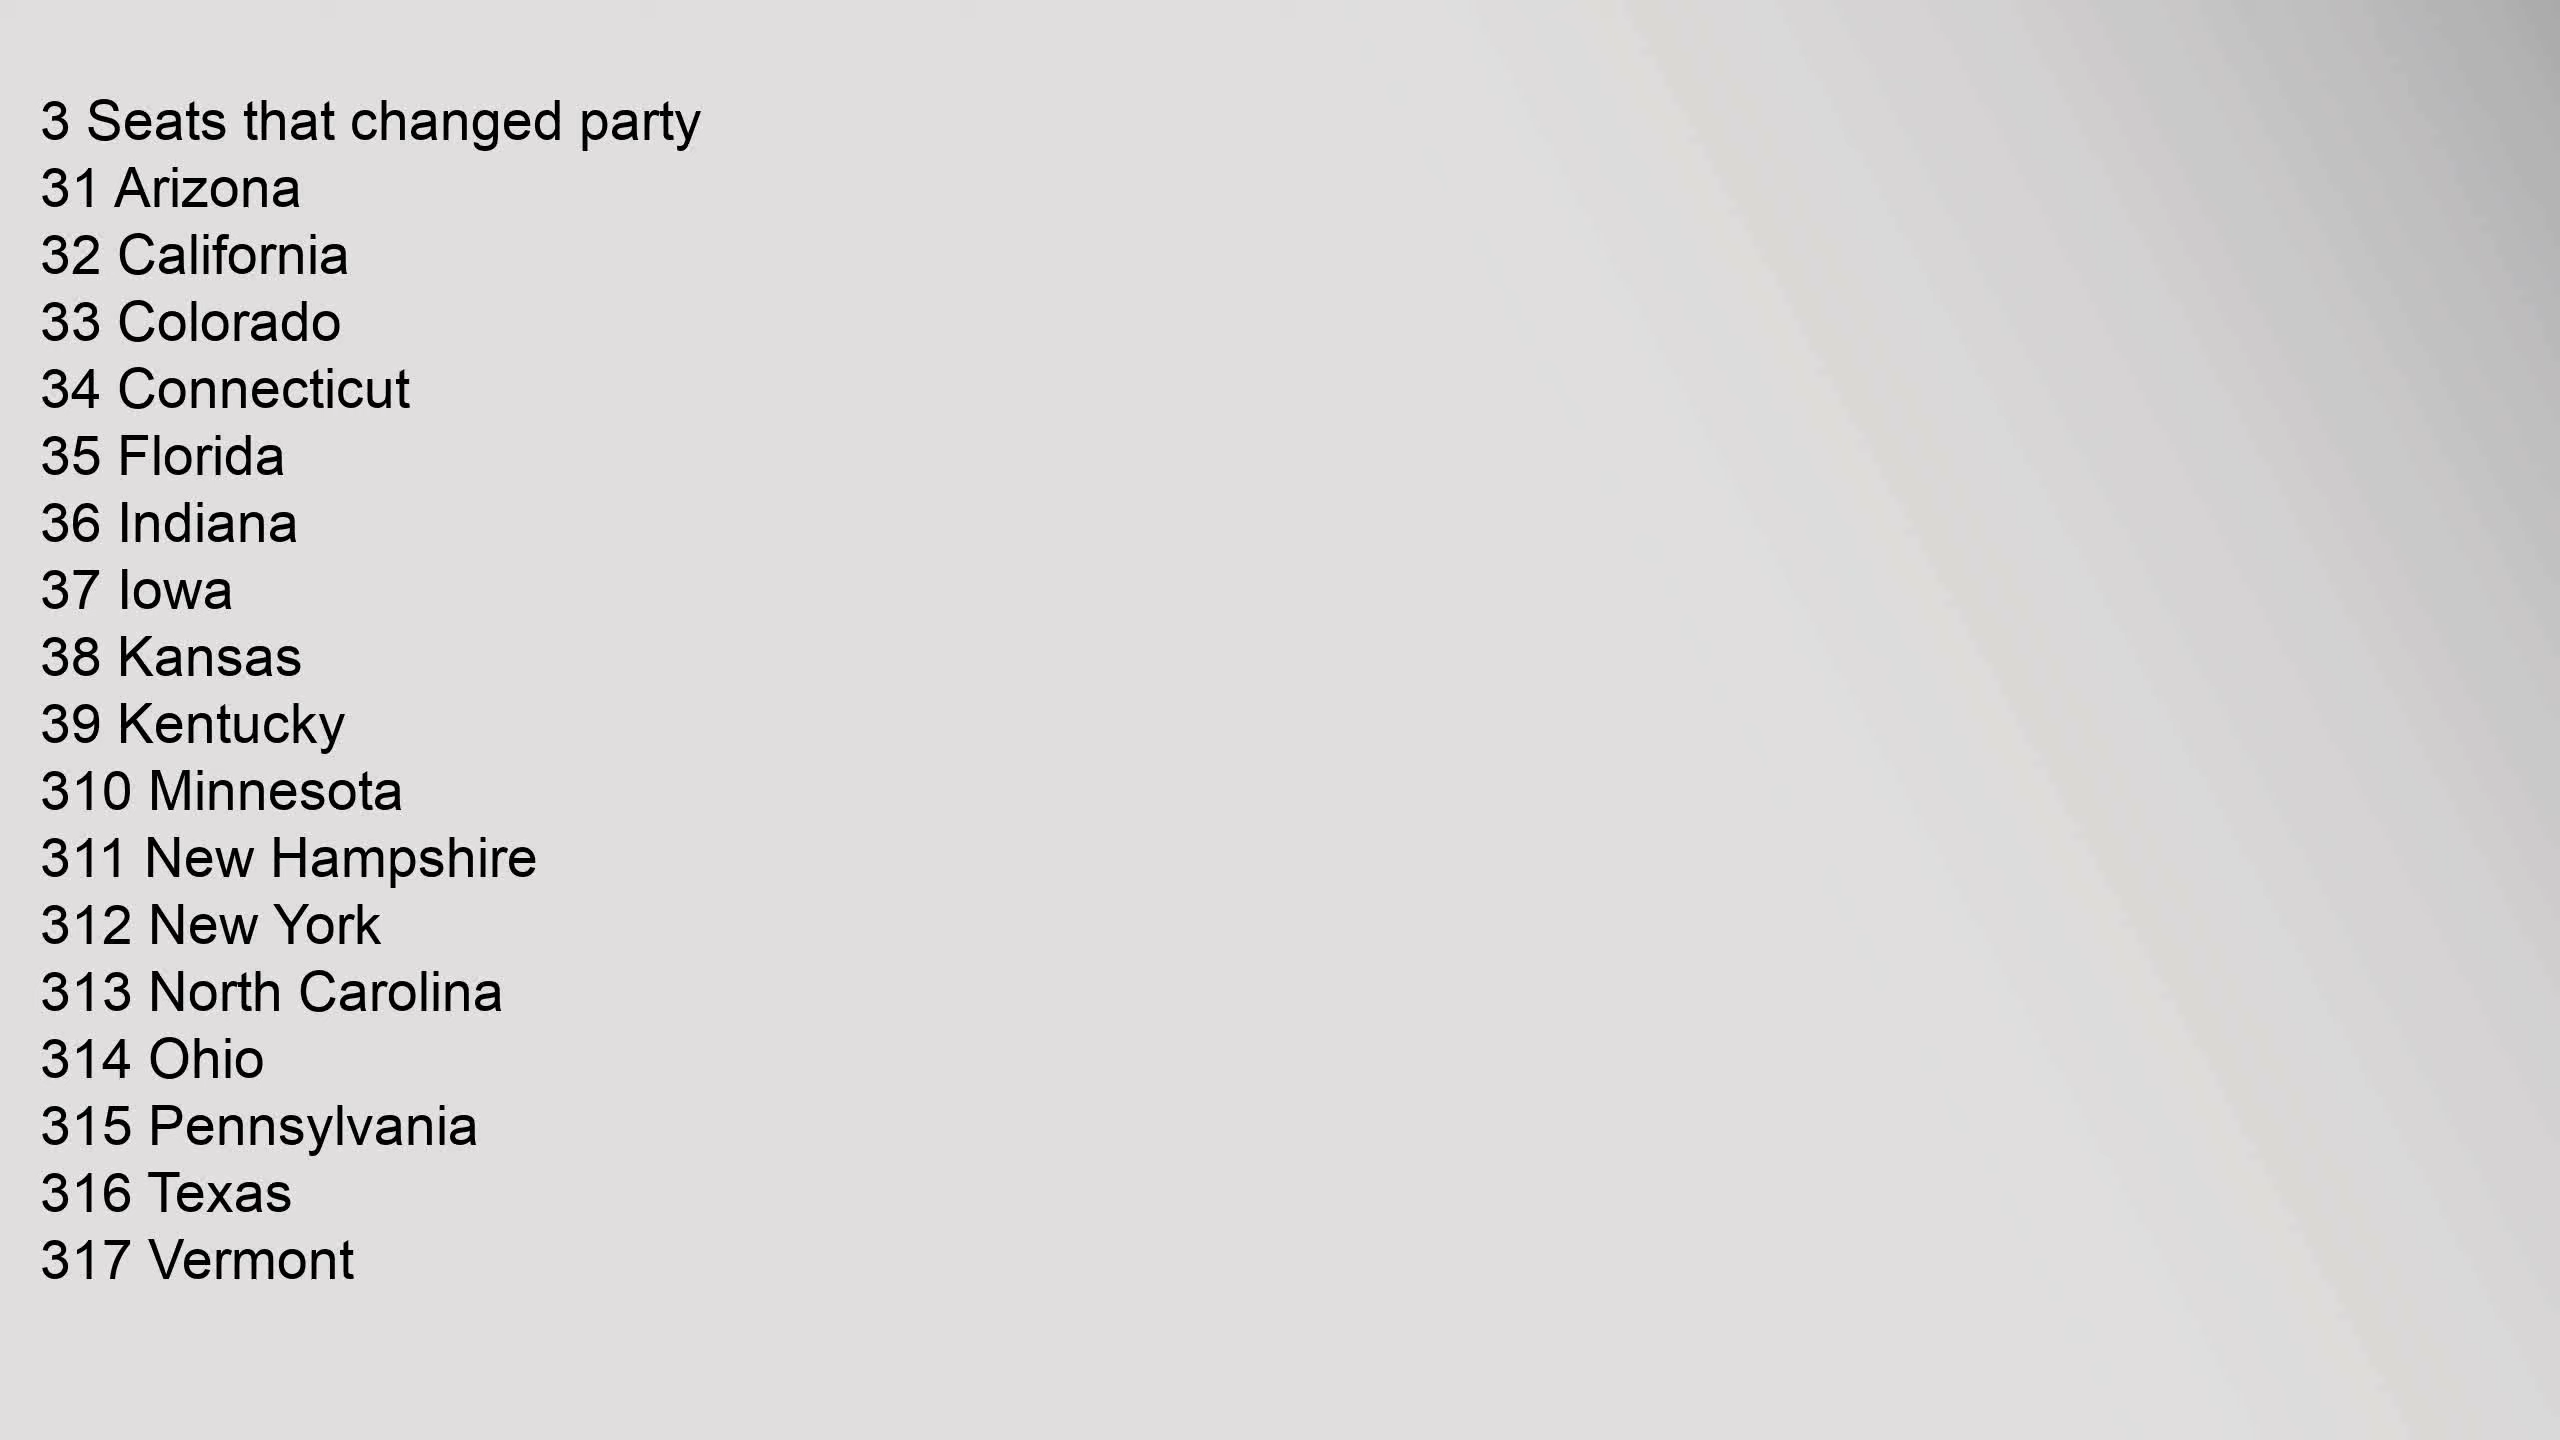 3 Seats that changed party
31 Arizona
32 California
33 Colorado
34 Connecticut
35 Florida
36 Indiana
37 Iowa
38 Kansas
39 Kentucky
310 Minnesota
311 New Hampshire
312 New York
313 North Carolina
314 Ohio
315 Pennsylvania
316 Texas
317 Vermont